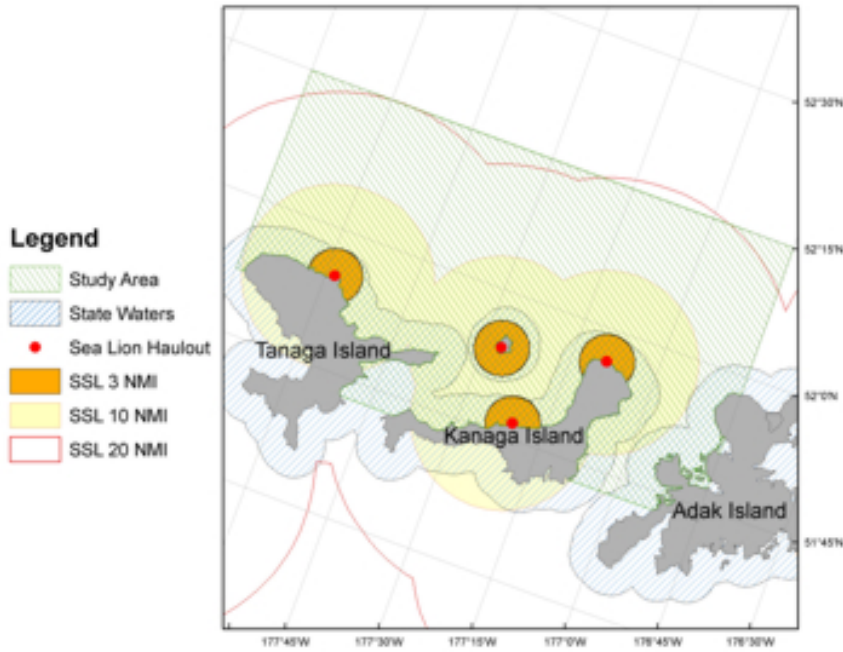 Legend
Study Area
State Waters
Sea Lion Haulout
SSL 3 NMI
SSL 10 NMI
SSL 20 NMI
Tanaga Island
Kanaga Island
Adak Island
52°30'N
52°15'N
52°0'N
51°45'N
177°45'W
177°30'W
177°15'W
177°0'W
176°45'W
176°30'W